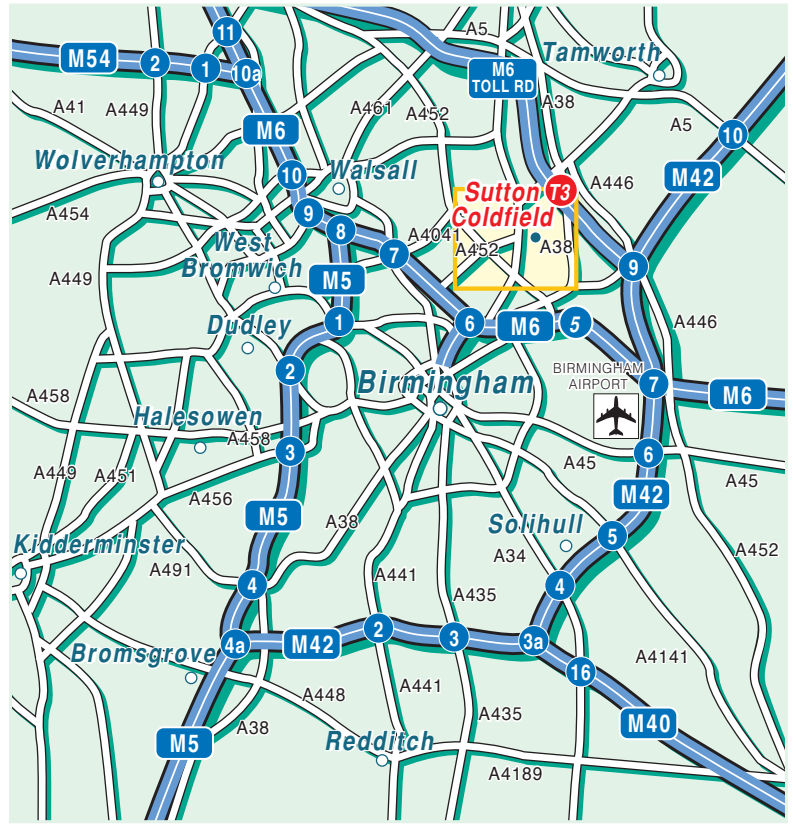 11
A5
Tamworth
M54
2
1
10a
M6
TOLL RD
A38
A41
A449
A461
A452
A5
M6
10
Wolverhampton
10
Walsall
Sutton
Coldfield
T3
A446
M42
A454
9
8
A4041
A452
A38
West
Bromwich
7
9
A449
M5
1
6
M6
5
A446
Dudley
2
Birmingham
BIRMINGHAM
AIRPORT
7
M6
A458
Halesowen
A458
3
6
A449
A451
A456
A45
A45
M42
M5
A38
Solihull
5
Kidderminster
A491
4
A441
A435
A34
4
A452
4a
M42
2
3
3a
Bromsgrove
16
A4141
A448
A441
A435
M40
M5
A38
Redditch
A4189